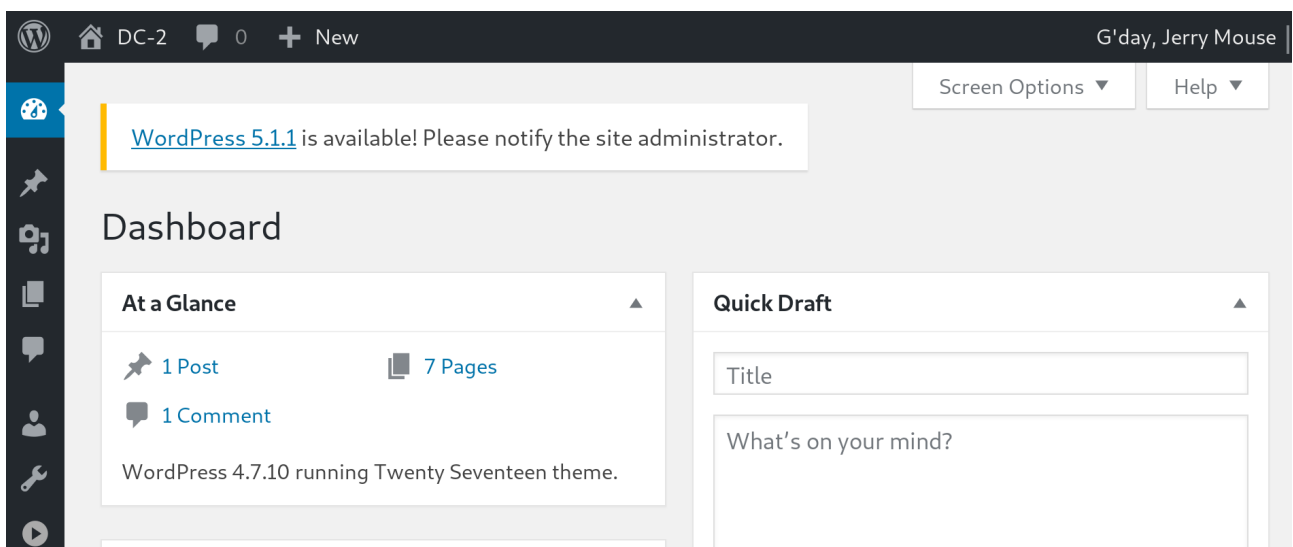 DC-2 0 New G'day, Jerry Mouse
Screen Options Help
WordPress 5.1.1 is available! Please notify the site administrator.
Dashboard
At a Glance
1 Post 7 Pages
1 Comment
WordPress 4.7.10 running Twenty Seventeen theme.
Quick Draft
Title
What's on your mind?